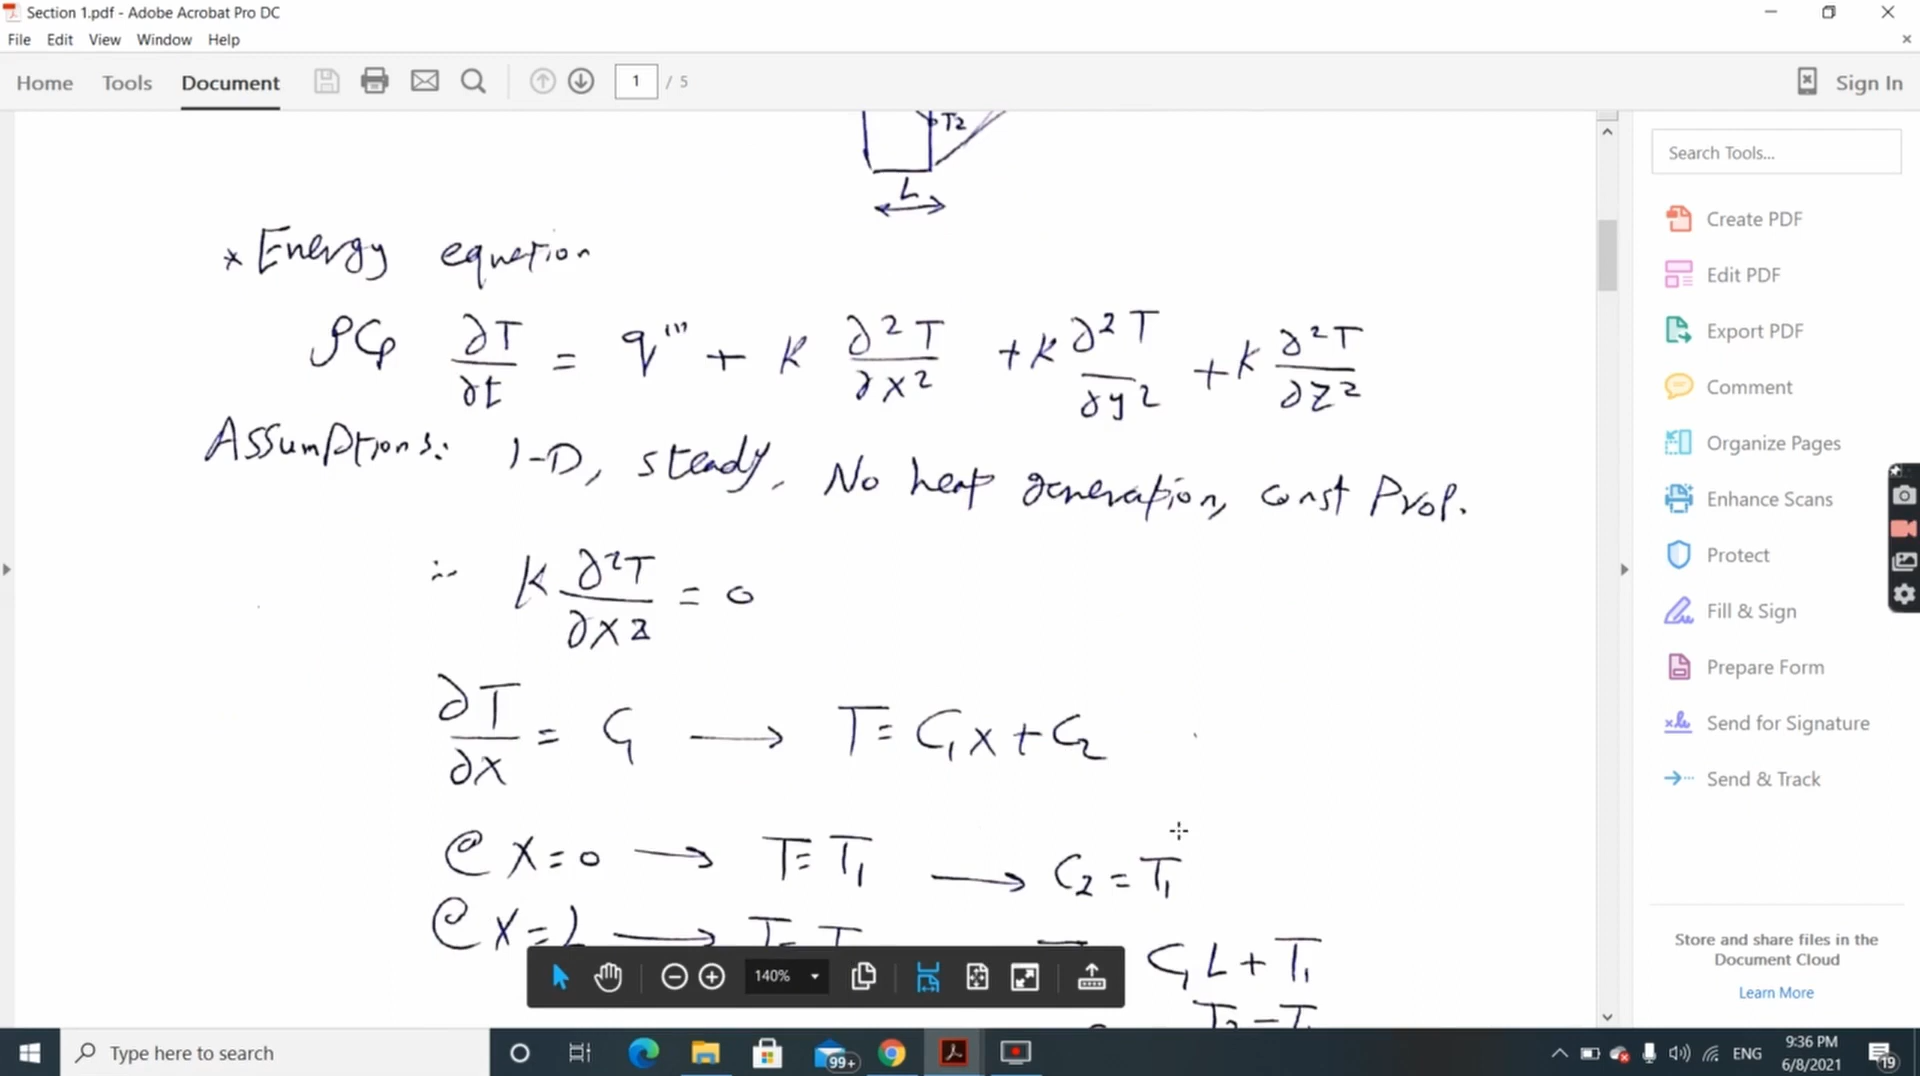 Section 1.pdf - Adobe Acrobat Pro DC
File Edit View Window Help
Home Tools Document 1 / 5 Sign In
T2
L
Search Tools...
Create PDF
Edit PDF
Export PDF
Comment
Organize Pages
Enhance Scans
Protect
Fill & Sign
Prepare Form
Send for Signature
Send & Track
Store and share files in the
Document Cloud
Learn More
* Energy equation
ρCp ∂T/∂t = q''' + K ∂²T/∂x² + K ∂²T/∂y² + K ∂²T/∂z²
Assumptions: 1-D, steady, No heat generation, const Prop.
∴ K ∂²T/∂x² = 0
∂T/∂x = C₁ → T = C₁x + C₂
@ x = 0 → T = T₁ → C₂ = T₁
@ x = L → T =
C₁L + T₁
T₂ - T₁
140%
Type here to search
99+
ENG
9:36 PM
6/8/2021
19